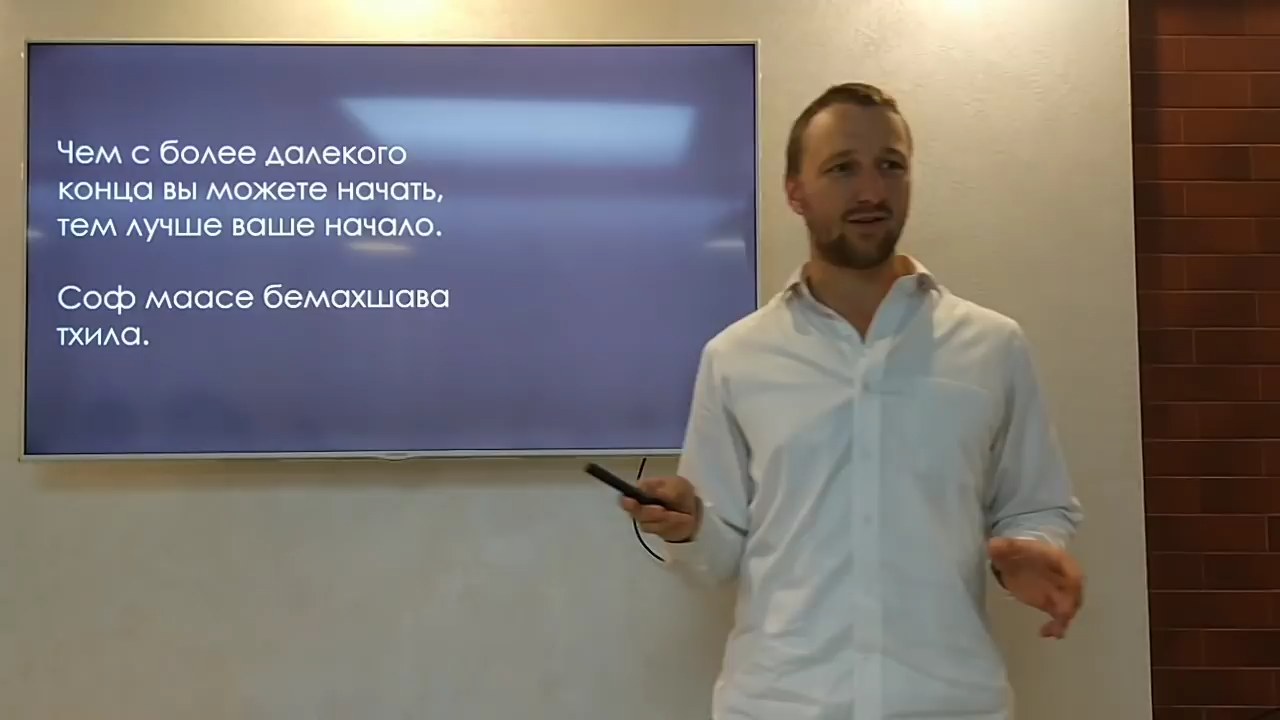 Чем с более далекого
конца вы можете начать,
тем лучше ваше начало.
Соф маасе бемахшава
тхила.